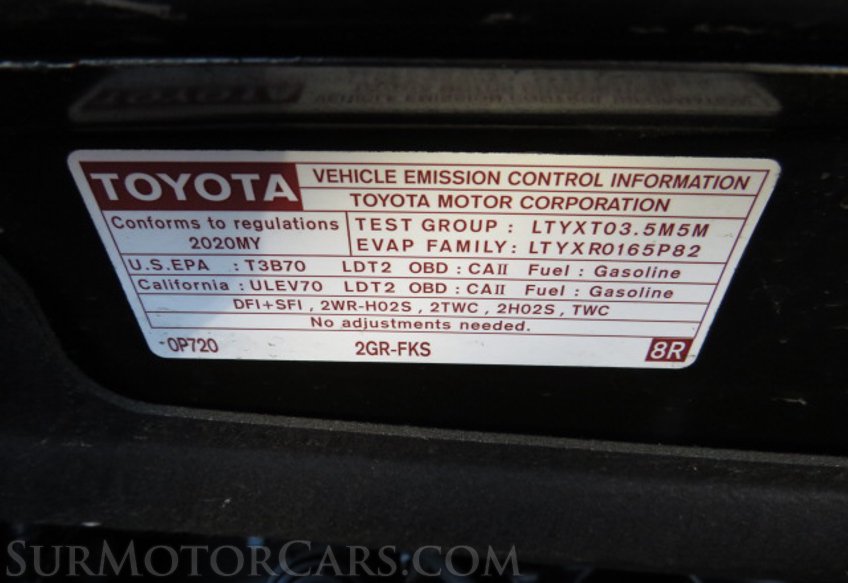 TOYOTA
VEHICLE EMISSION CONTROL INFORMATION
TOYOTA MOTOR CORPORATION
Conforms to regulations
2020MY
TEST GROUP : LTYXT03.5M5M
EVAP FAMILY: LTYXR0165P82
U.S.EPA : T3B70 LDT2 OBD : CAII Fuel : Gasoline
California : ULEV70 LDT2 OBD : CAII Fuel : Gasoline
DFI+SFI , 2WR-HO2S , 2TWC , 2HO2S , TWC
No adjustments needed.
-0P720 2GR-FKS 8R
SurMotorCars.com